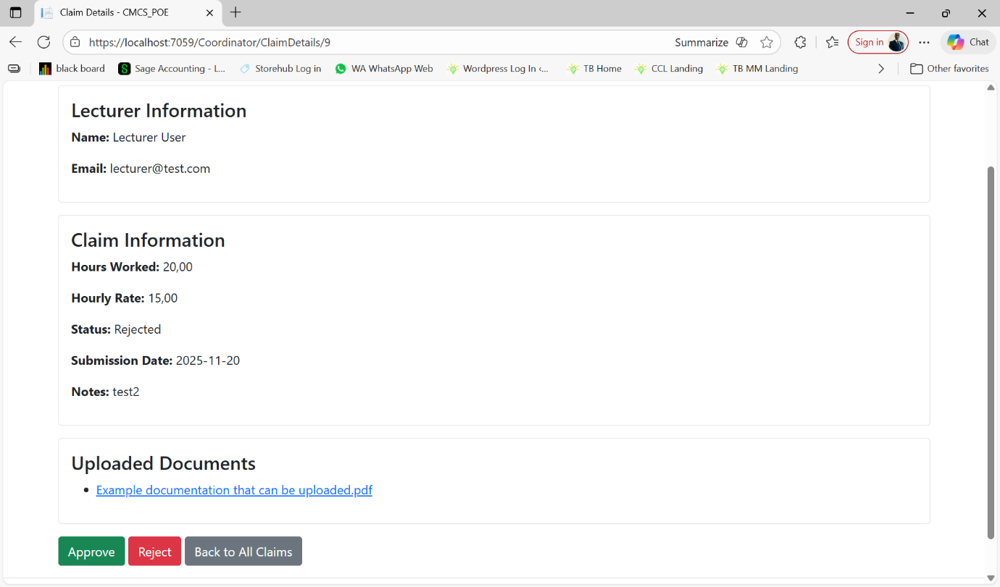 Claim Details - CMCS_POE
https://localhost:7059/Coordinator/ClaimDetails/9
Summarize
Sign in
Chat
black board
Sage Accounting - L...
Storehub Log in
WA WhatsApp Web
Wordpress Log In ‹...
TB Home
CCL Landing
TB MM Landing
Other favorites
Lecturer Information
Name: Lecturer User
Email: lecturer@test.com
Claim Information
Hours Worked: 20,00
Hourly Rate: 15,00
Status: Rejected
Submission Date: 2025-11-20
Notes: test2
Uploaded Documents
Example documentation that can be uploaded.pdf
Approve
Reject
Back to All Claims